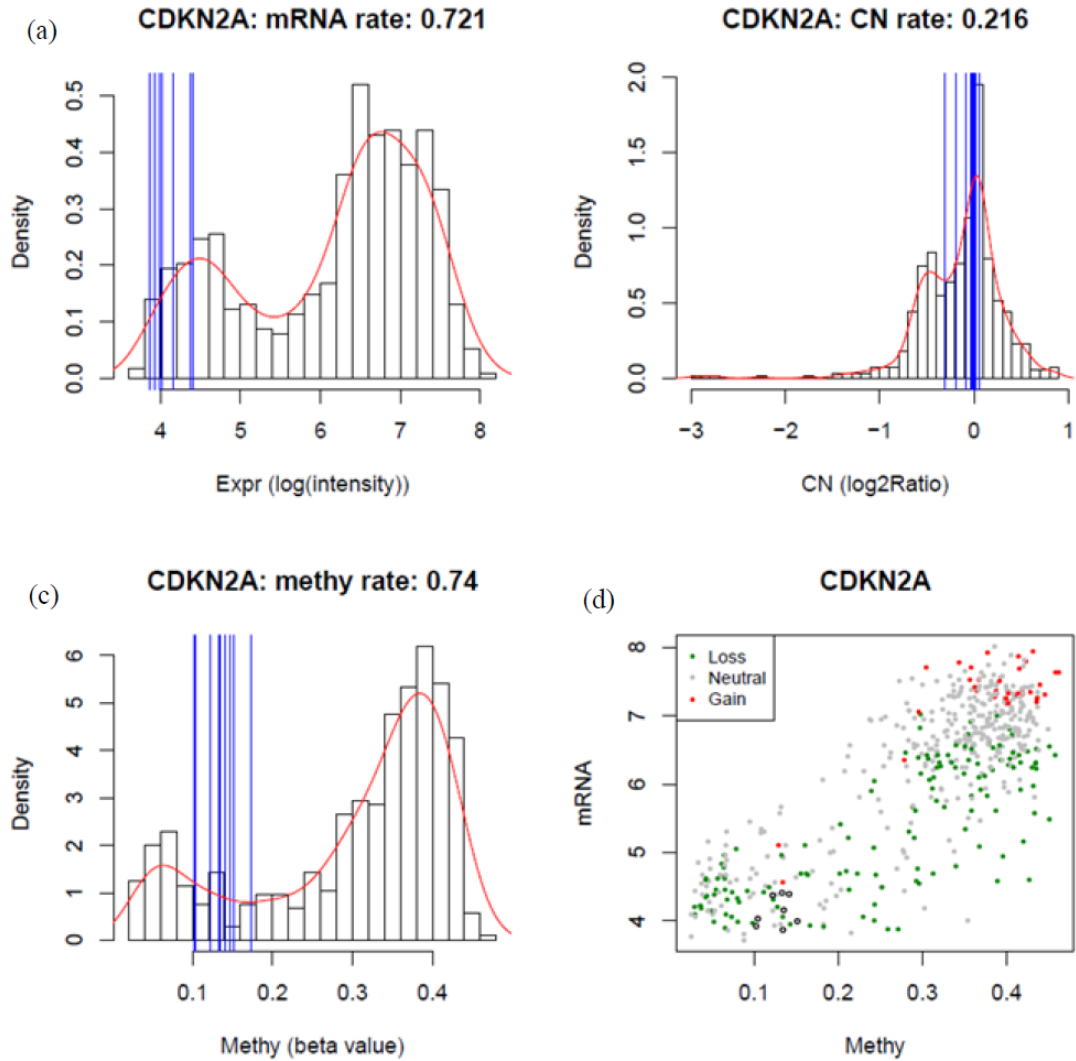 (a)
CDKN2A: mRNA rate: 0.721
Density
0.0 0.1 0.2 0.3 0.4 0.5
4 5 6 7 8
Expr (log(intensity))
CDKN2A: CN rate: 0.216
Density
0.0 0.5 1.0 1.5 2.0
−3 −2 −1 0 1
CN (log2Ratio)
(c)
CDKN2A: methy rate: 0.74
Density
0 1 2 3 4 5 6
0.1 0.2 0.3 0.4
Methy (beta value)
(d)
CDKN2A
Loss
Neutral
Gain
mRNA
4 5 6 7 8
0.1 0.2 0.3 0.4
Methy